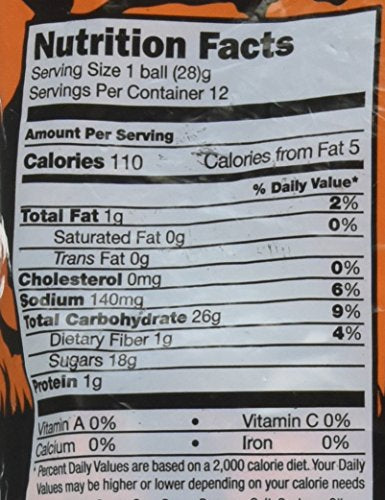 Nutrition Facts
Serving Size 1 ball (28)g
Servings Per Container 12
Amount Per Serving
Calories 110 Calories from Fat 5
% Daily Value*
Total Fat 1g 2%
Saturated Fat 0g 0%
Trans Fat 0g
Cholesterol 0mg 0%
Sodium 140mg 6%
Total Carbohydrate 26g 9%
Dietary Fiber 1g 4%
Sugars 18g
Protein 1g
Vitamin A 0% • Vitamin C 0%
Calcium 0% • Iron 0%
*Percent Daily Values are based on a 2,000 calorie diet. Your Daily
Values may be higher or lower depending on your calorie needs